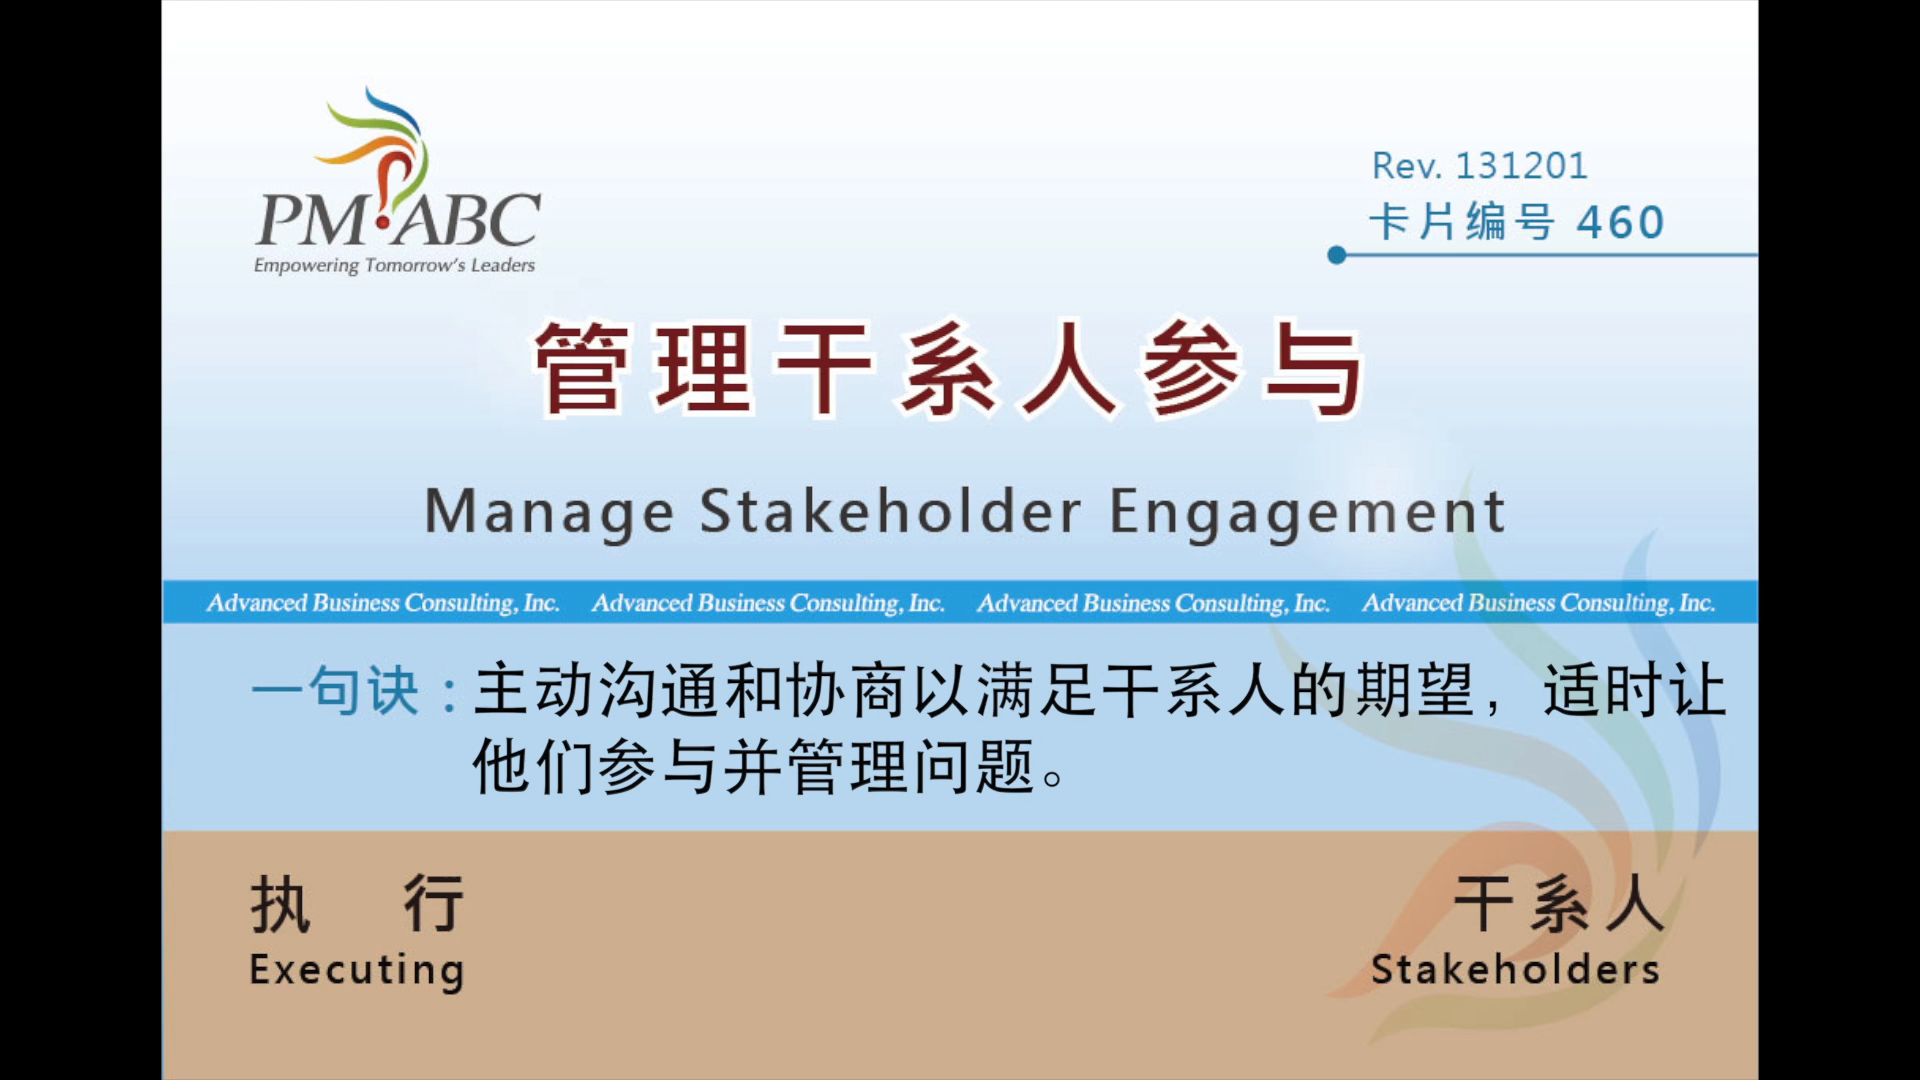 PM ABC
Empowering Tomorrow's Leaders
Rev. 131201
卡片编号 460
管理干系人参与
Manage Stakeholder Engagement
Advanced Business Consulting, Inc. Advanced Business Consulting, Inc. Advanced Business Consulting, Inc. Advanced Business Consulting, Inc.
一句诀：主动沟通和协商以满足干系人的期望，适时让
他们参与并管理问题。
执 行 干系人
Executing Stakeholders